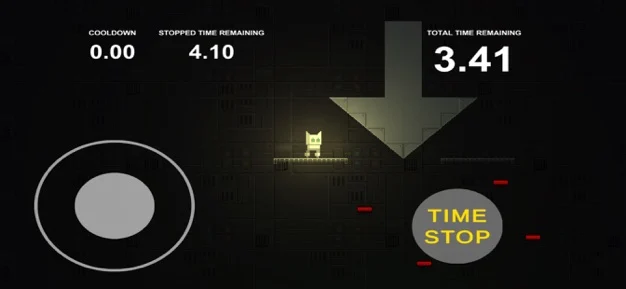 COOLDOWN
0.00
STOPPED TIME REMAINING
4.10
TOTAL TIME REMAINING
3.41
TIME
STOP